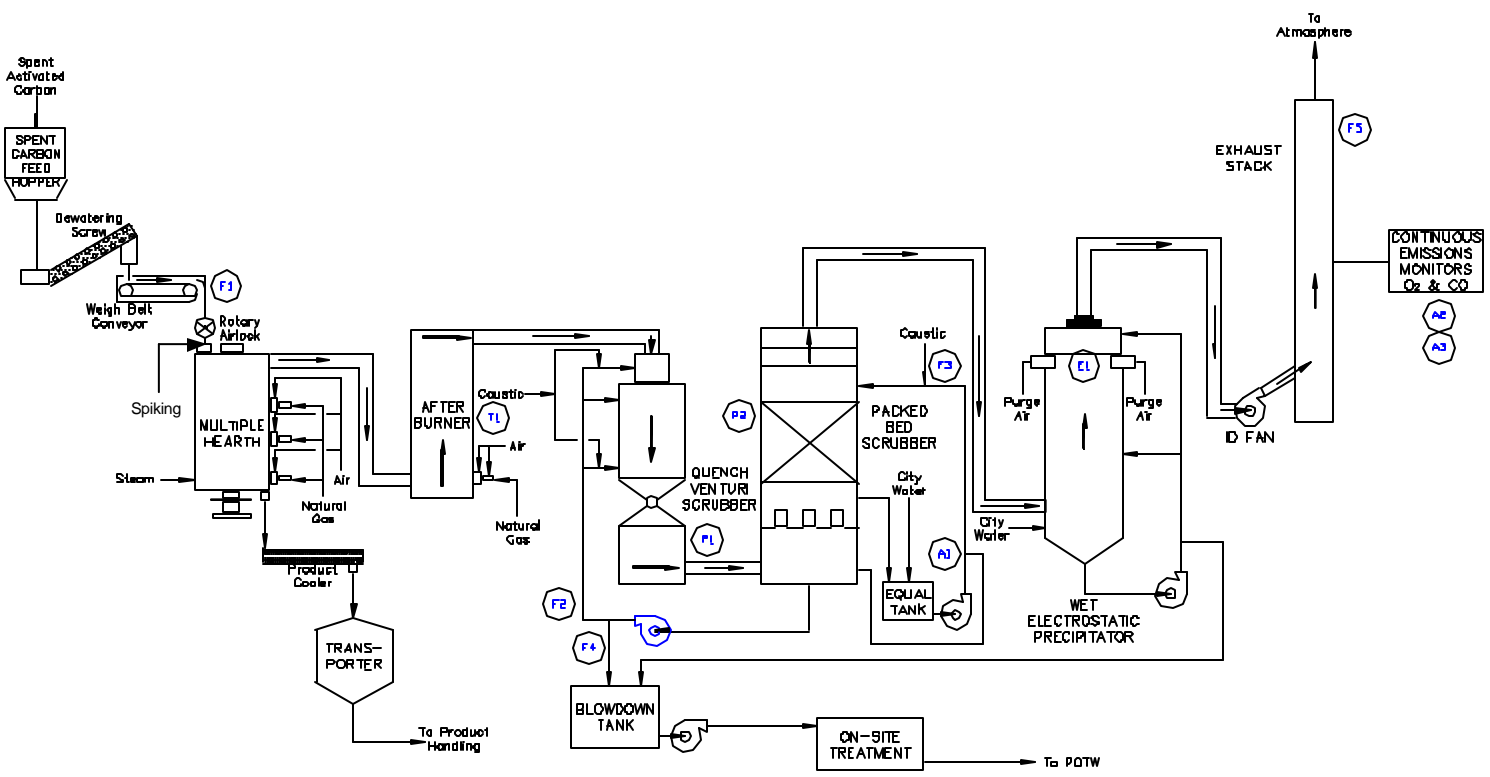 To
Atmosphere
Spent
Activated
Carbon
SPENT
CARBON
FEED
HOPPER
F5
EXHAUST
STACK
Dewatering
Screw
CONTINUOUS
EMISSIONS
MONITORS
O2 & CO
A2
A3
F1
Weigh Belt
Conveyor
Rotary
Airlock
Spiking
MULTIPLE
HEARTH
Steam
Air
Natural
Gas
AFTER
BURNER
T1
Air
Natural
Gas
Caustic
QUENCH
VENTURI
SCRUBBER
P1
P2
Caustic
F3
PACKED
BED
SCRUBBER
City
Water
A1
EQUAL
TANK
E1
Purge
Air
Purge
Air
City
Water
ID FAN
WET
ELECTROSTATIC
PRECIPITATOR
Product
Cooler
TRANS-
PORTER
To Product
Handling
F2
F4
BLOWDOWN
TANK
ON-SITE
TREATMENT
To POTW